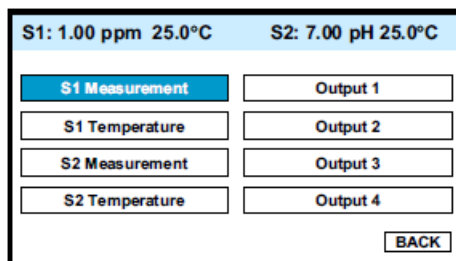 S1: 1.00 ppm 25.0°C S2: 7.00 pH 25.0°C
S1 Measurement Output 1
S1 Temperature Output 2
S2 Measurement Output 3
S2 Temperature Output 4
BACK